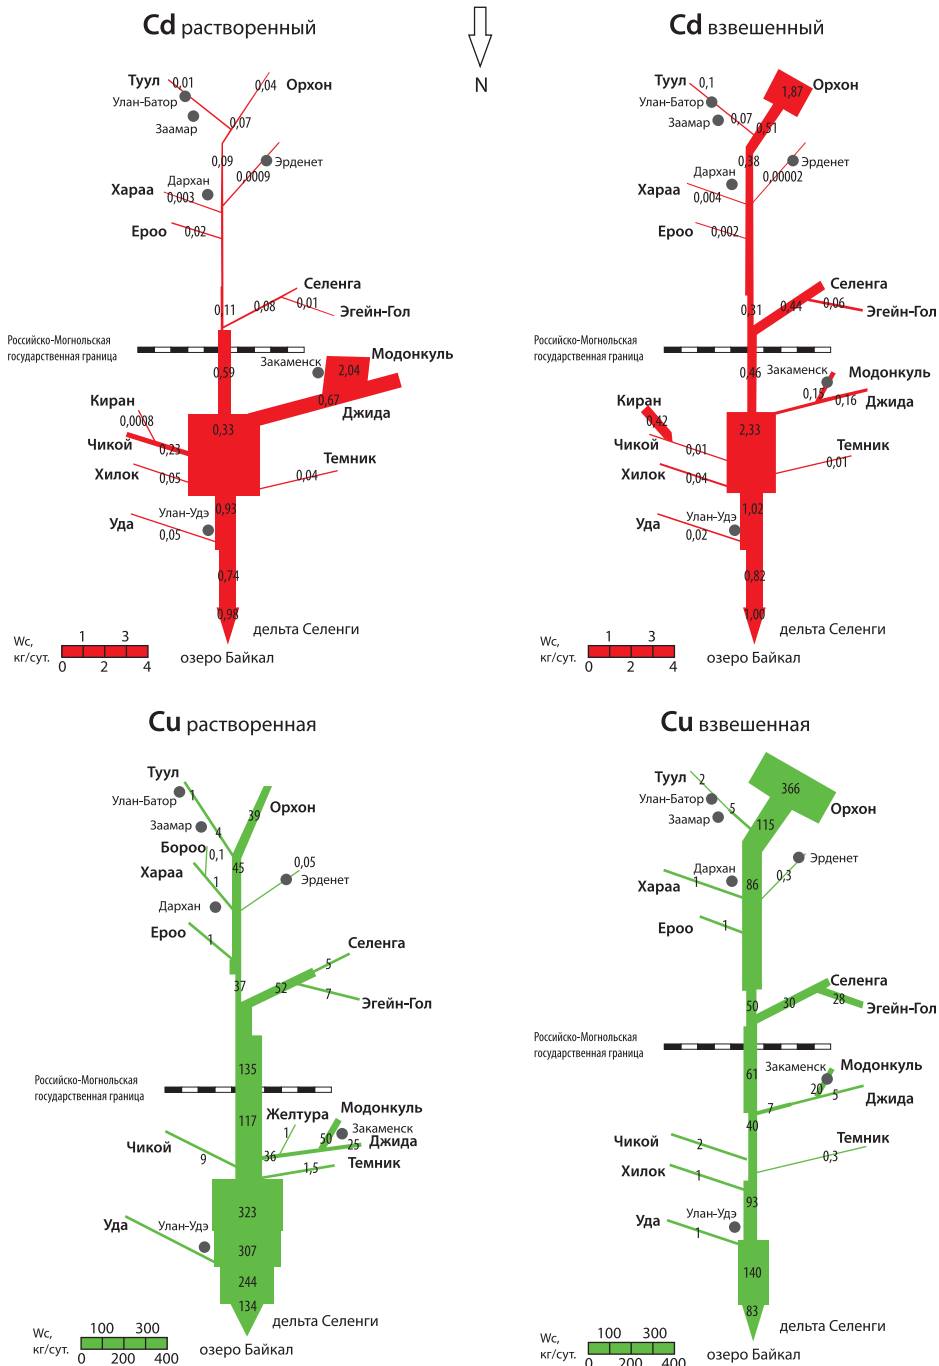 Cd растворенный
N
Туул
0,01
0,04
Орхон
Улан-Батор
Заамар
0,07
0,09
Эрденет
Дархан
0,0009
Хараа
0,003
Ероо
0,02
Селенга
0,11
0,08
0,01
Эгейн-Гол
Российско-Могнольская
государственная граница
Закаменск
Модонкуль
0,59
2,04
0,67
Джида
Киран
0,0008
Чикой
0,23
0,33
Темник
Хилок
0,05
0,04
0,93
Улан-Удэ
Уда
0,05
0,74
0,98
дельта Селенги
Wc,
кг/сут.
1 3
0 2 4
озеро Байкал
Cd взвешенный
Туул
0,1
Орхон
1,87
Улан-Батор
Заамар
0,07
0,51
0,38
Эрденет
Дархан
0,00002
Хараа
0,004
Ероо
0,002
Селенга
0,31
0,44
0,06
Эгейн-Гол
Российско-Могнольская
государственная граница
Закаменск
Модонкуль
0,46
0,15
0,16
Джида
Киран
0,42
Чикой
0,01
2,33
Темник
Хилок
0,04
0,01
1,02
Улан-Удэ
Уда
0,02
0,82
1,00
дельта Селенги
Wc,
кг/сут.
1 3
0 2 4
озеро Байкал
Cu растворенная
Туул
Улан-Батор
1
Орхон
39
Заамар
4
Бороо
0,1
45
0,05
Хараа
1
Эрденет
Дархан
Ероо
1
Селенга
5
37
52
7
Эгейн-Гол
135
Российско-Могнольская
государственная граница
117
Желтура
1
Модонкуль
50
Закаменск
25
Джида
Чикой
9
36
Темник
1,5
323
Уда
Улан-Удэ
307
244
134
дельта Селенги
Wc,
кг/сут.
100 300
0 200 400
озеро Байкал
Cu взвешенная
Туул
2
Улан-Батор
366
Орхон
Заамар
5
115
Эрденет
Дархан
86
0,3
Хараа
1
Ероо
1
Селенга
50
30
28
Эгейн-Гол
Российско-Могнольская
государственная граница
61
Закаменск
Модонкуль
20
5
Джида
7
40
Чикой
2
Темник
0,3
Хилок
1
93
Улан-Удэ
Уда
1
140
83
дельта Селенги
Wc,
кг/сут.
100 300
0 200 400
озеро Байкал